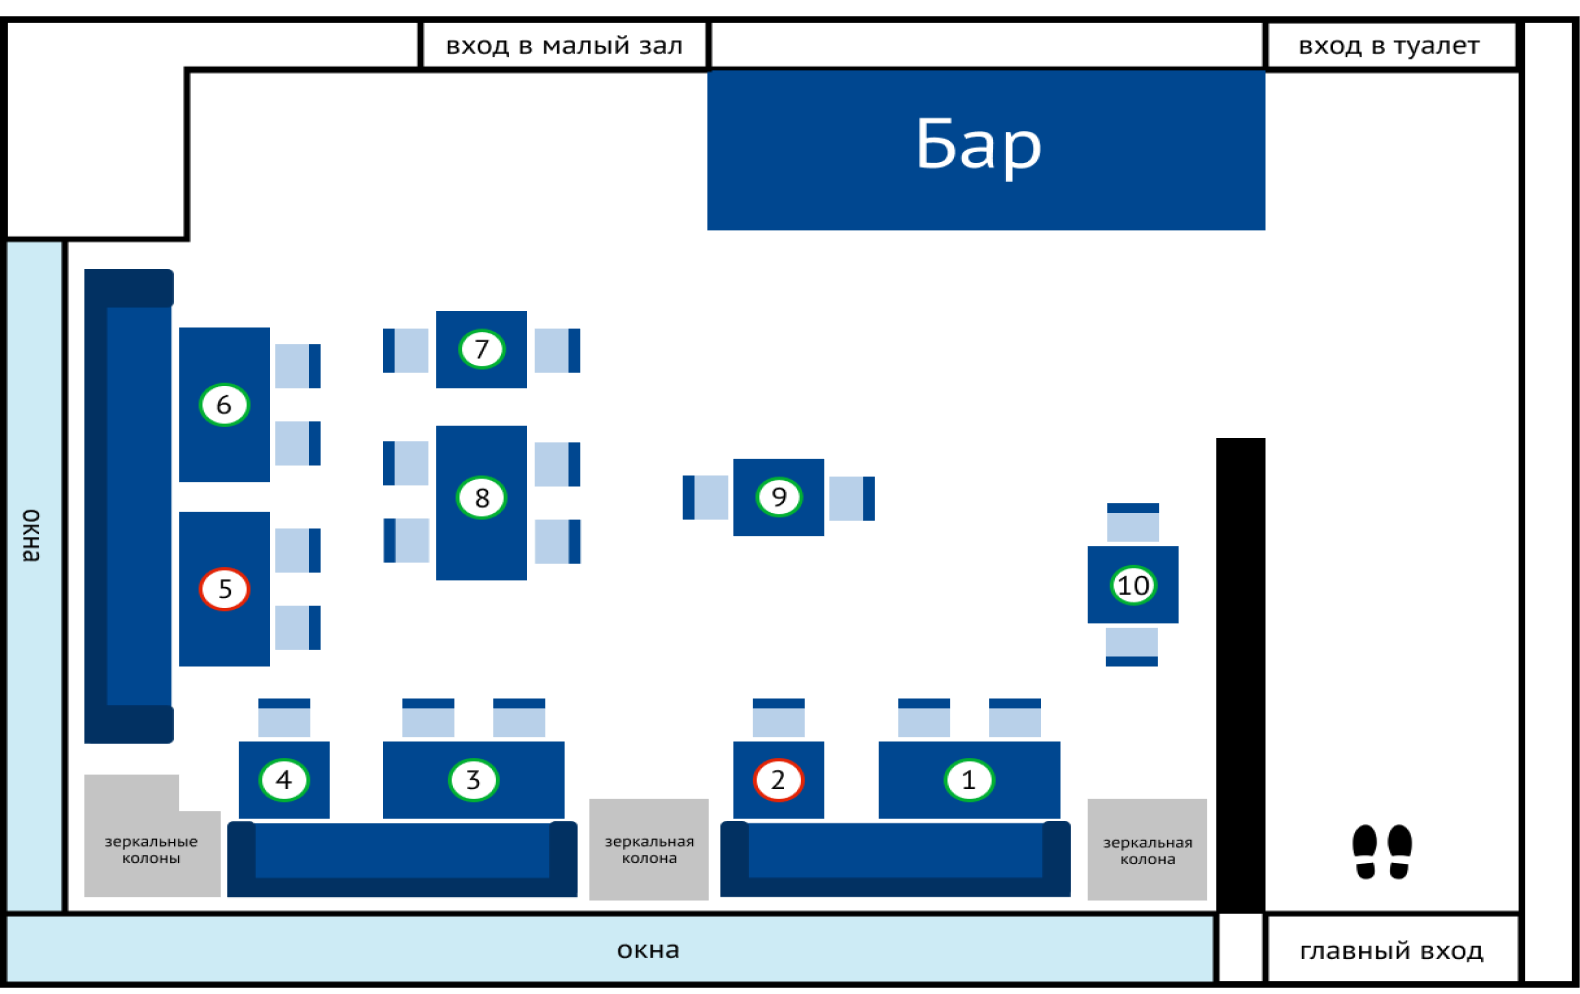 вход в малый зал
вход в туалет
Бар
7
6
8
9
окна
5
10
4
3
2
1
зеркальные
колоны
зеркальная
колона
зеркальная
колона
окна
главный вход